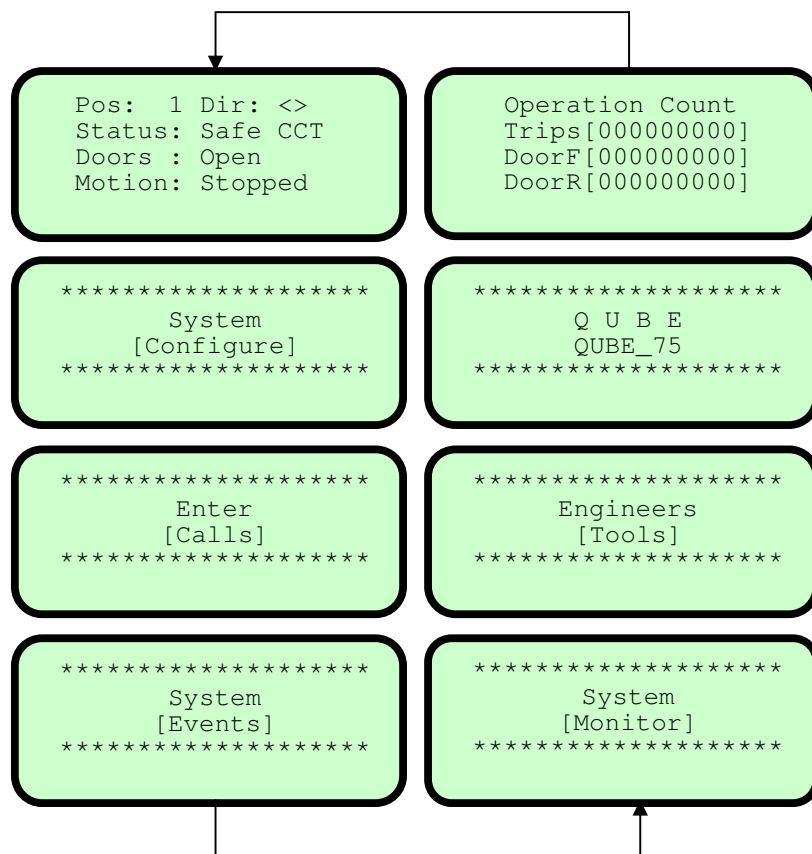 Pos:  1 Dir: <>
Status: Safe CCT
Doors : Open
Motion: Stopped
Operation Count
Trips[000000000]
DoorF[000000000]
DoorR[000000000]
********************
System
[Configure]
********************
********************
Q U B E
QUBE_75
********************
********************
Enter
[Calls]
********************
********************
Engineers
[Tools]
********************
********************
System
[Events]
********************
********************
System
[Monitor]
********************